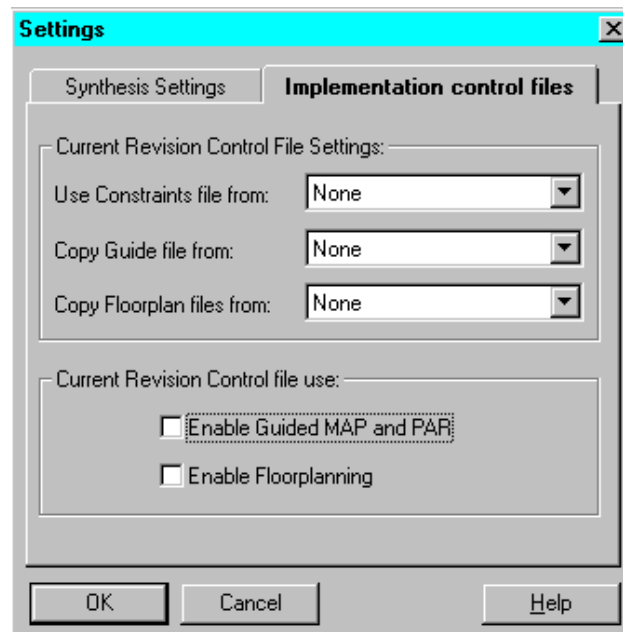 Settings
Synthesis Settings
Implementation control files
Current Revision Control File Settings:
Use Constraints file from: None
Copy Guide file from: None
Copy Floorplan files from: None
Current Revision Control file use:
Enable Guided MAP and PAR
Enable Floorplanning
OK Cancel Help